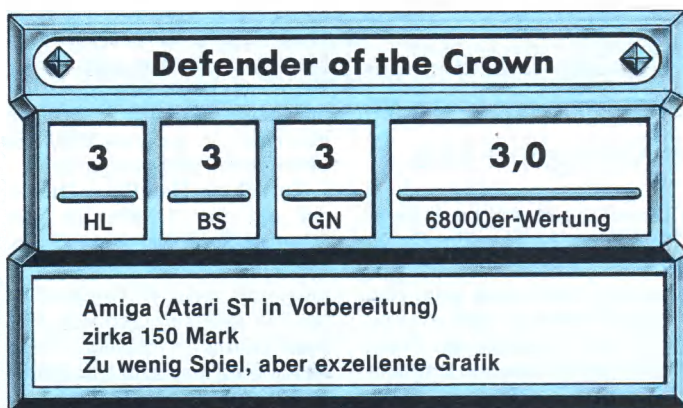 Defender of the Crown
3 3 3 3,0
HL BS GN 68000er-Wertung
Amiga (Atari ST in Vorbereitung)
zirka 150 Mark
Zu wenig Spiel, aber exzellente Grafik